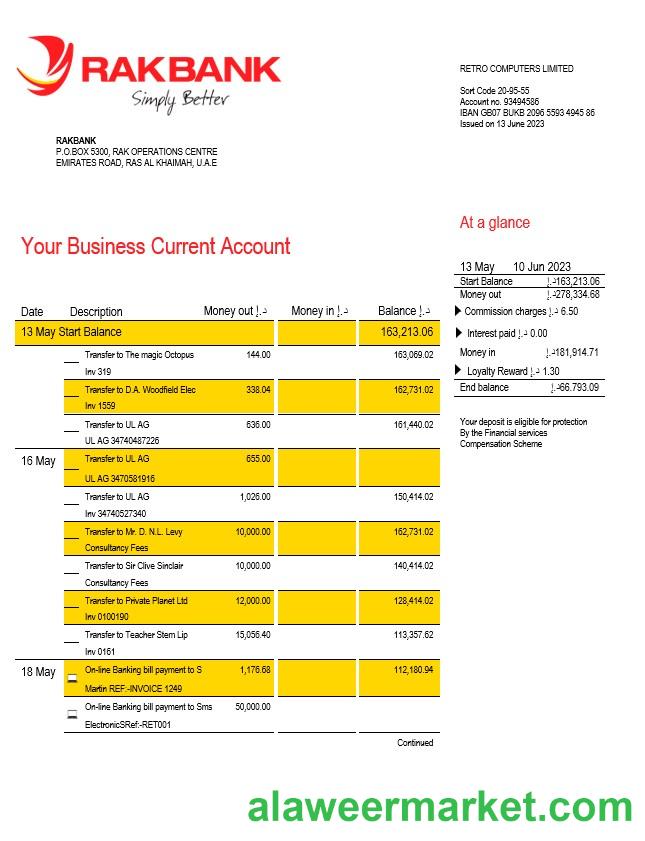 RAKBANK
Simply Better
RETRO COMPUTERS LIMITED
Sort Code 20-95-55
Account no. 93494586
IBAN GB07 BUKB 2096 5593 4945 86
Issued on 13 June 2023
RAKBANK
P.O.BOX 5300, RAK OPERATIONS CENTRE
EMIRATES ROAD, RAS AL KHAIMAH, U.A.E
At a glance
Your Business Current Account
13 May 10 Jun 2023
Start Balance د.إ163,213.06
Money out د.إ278,334.68
Commission charges د.إ 6.50
Interest paid د.إ 0.00
Money in د.إ181,914.71
Loyalty Reward د.إ 1.30
End balance د.إ66.793.09
Your deposit is eligible for protection
By the Financial services
Compensation Scheme
Date Description Money out د.إ Money in د.إ Balance د.إ
13 May Start Balance 163,213.06
Transfer to The magic Octopus 144.00 163,069.02
Inv 319
Transfer to D.A. Woodfield Elec 338.04 162,731.02
Inv 1559
Transfer to UL AG 636.00 161,440.02
UL AG 34740487226
16 May Transfer to UL AG 655.00
UL AG 3470581916
Transfer to UL AG 1,026.00 150,414.02
Inv 34740527340
Transfer to Mr. D. N.L. Levy 10,000.00 162,731.02
Consultancy Fees
Transfer to Sir Clive Sinclair 10,000.00 140,414.02
Consultancy Fees
Transfer to Private Planet Ltd 12,000.00 128,414.02
Inv 0100190
Transfer to Teacher Stem Lip 15,056.40 113,357.62
Inv 0161
18 May On-line Banking bill payment to S 1,176.68 112,180.94
Martin REF:-INVOICE 1249
On-line Banking bill payment to Sms 50,000.00
ElectronicSRef:-RET001
Continued
alaweermarket.com